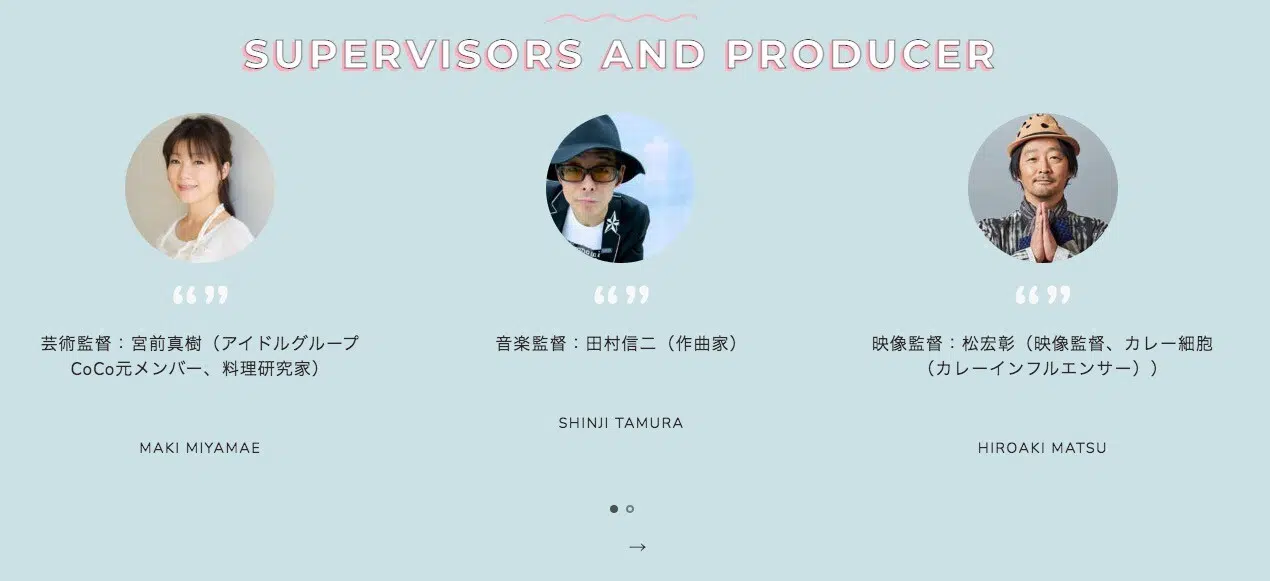 SUPERVISORS AND PRODUCER
“ ”
芸術監督：宮前真樹（アイドルグループ
CoCo元メンバー、料理研究家）
MAKI MIYAMAE
“ ”
音楽監督：田村信二（作曲家）
SHINJI TAMURA
“ ”
映像監督：松宏彰（映像監督、カレー細胞
（カレーインフルエンサー））
HIROAKI MATSU
→